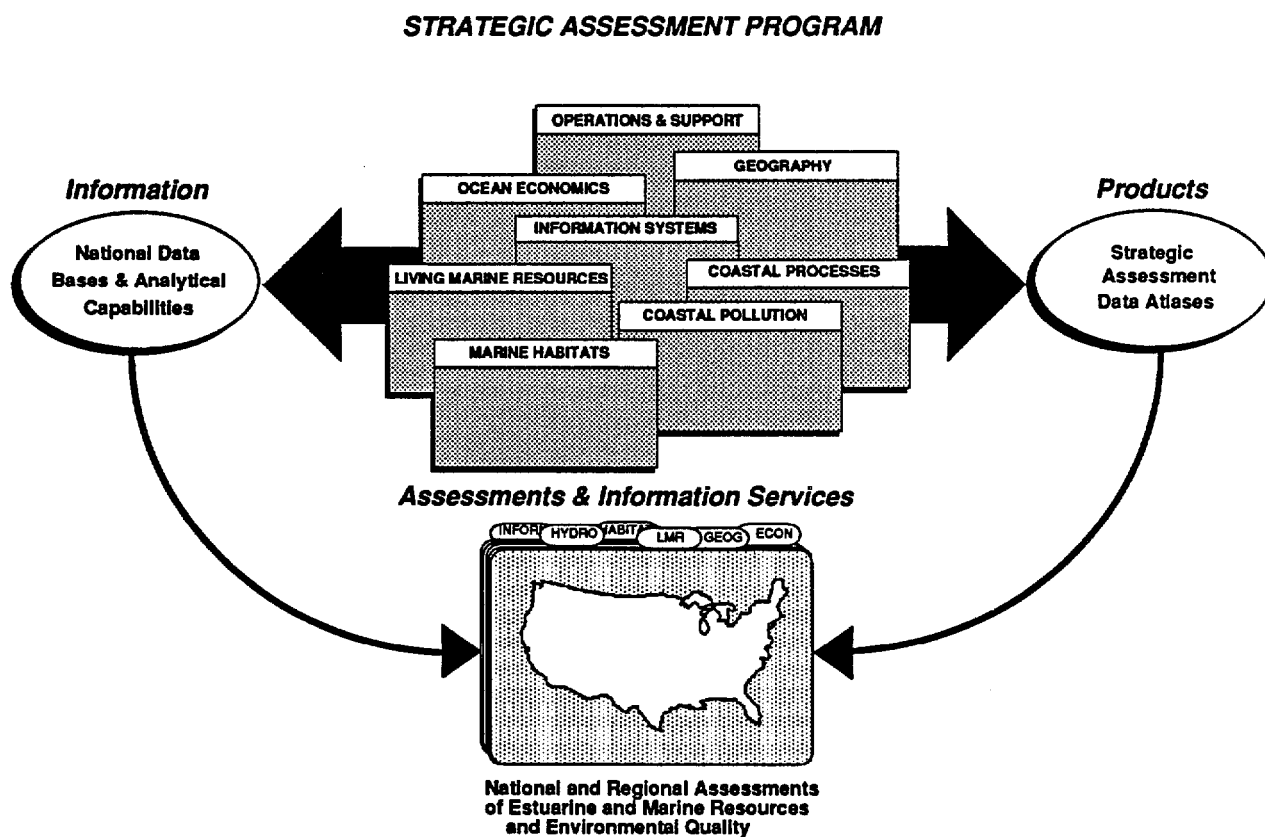 STRATEGIC ASSESSMENT PROGRAM
OPERATIONS & SUPPORT
GEOGRAPHY
OCEAN ECONOMICS
INFORMATION SYSTEMS
LIVING MARINE RESOURCES
COASTAL PROCESSES
COASTAL POLLUTION
MARINE HABITATS
Information
National Data
Bases & Analytical
Capabilities
Products
Strategic
Assessment
Data Atlases
Assessments & Information Services
HYDRO
LMR
GEOG
ECON
National and Regional Assessments
of Estuarine and Marine Resources
and Environmental Quality